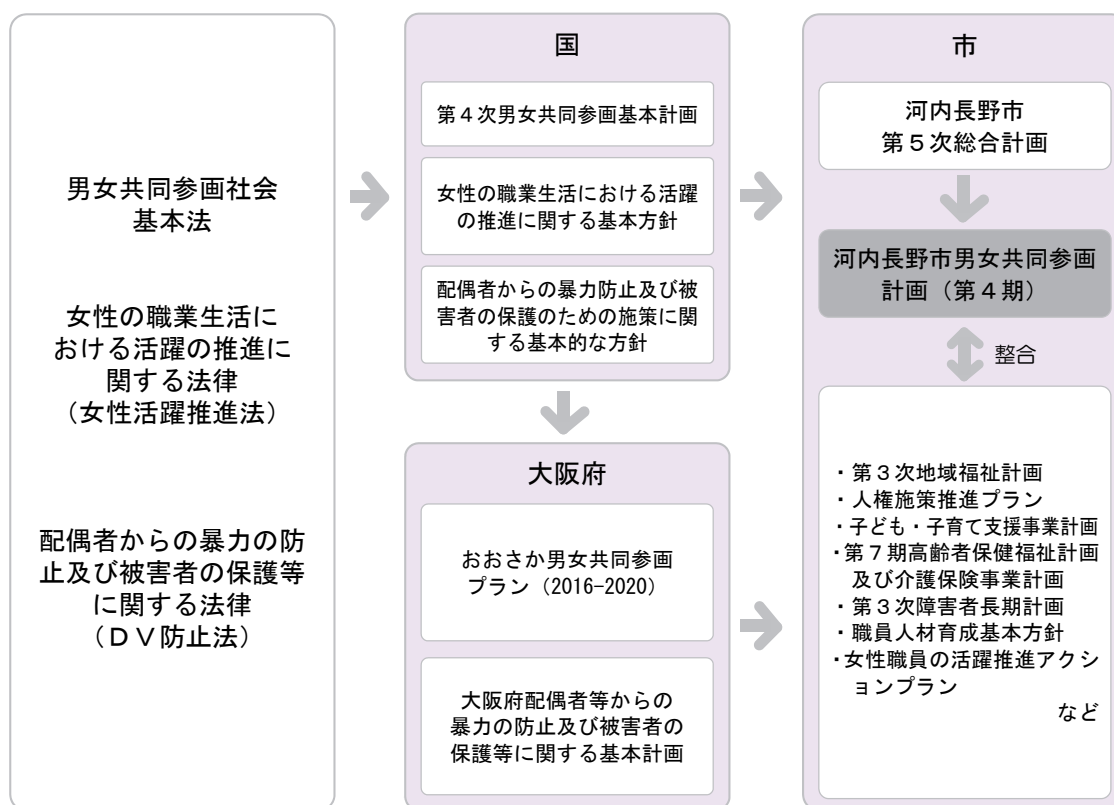 男女共同参画社会
基本法
女性の職業生活に
おける活躍の推進に
関する法律
（女性活躍推進法）
配偶者からの暴力の防
止及び被害者の保護等
に関する法律
（ＤＶ防止法）
国
第４次男女共同参画基本計画
女性の職業生活における活躍
の推進に関する基本方針
配偶者からの暴力防止及び被
害者の保護のための施策に関
する基本的な方針
大阪府
おおさか男女共同参画
プラン（2016-2020）
大阪府配偶者等からの
暴力の防止及び被害者の
保護等に関する基本計画
市
河内長野市
第５次総合計画
河内長野市男女共同参画
計画（第４期）
整合
・第３次地域福祉計画
・人権施策推進プラン
・子ども・子育て支援事業計画
・第７期高齢者保健福祉計画
及び介護保険事業計画
・第３次障害者長期計画
・職員人材育成基本方針
・女性職員の活躍推進アクシ
ョンプラン
など